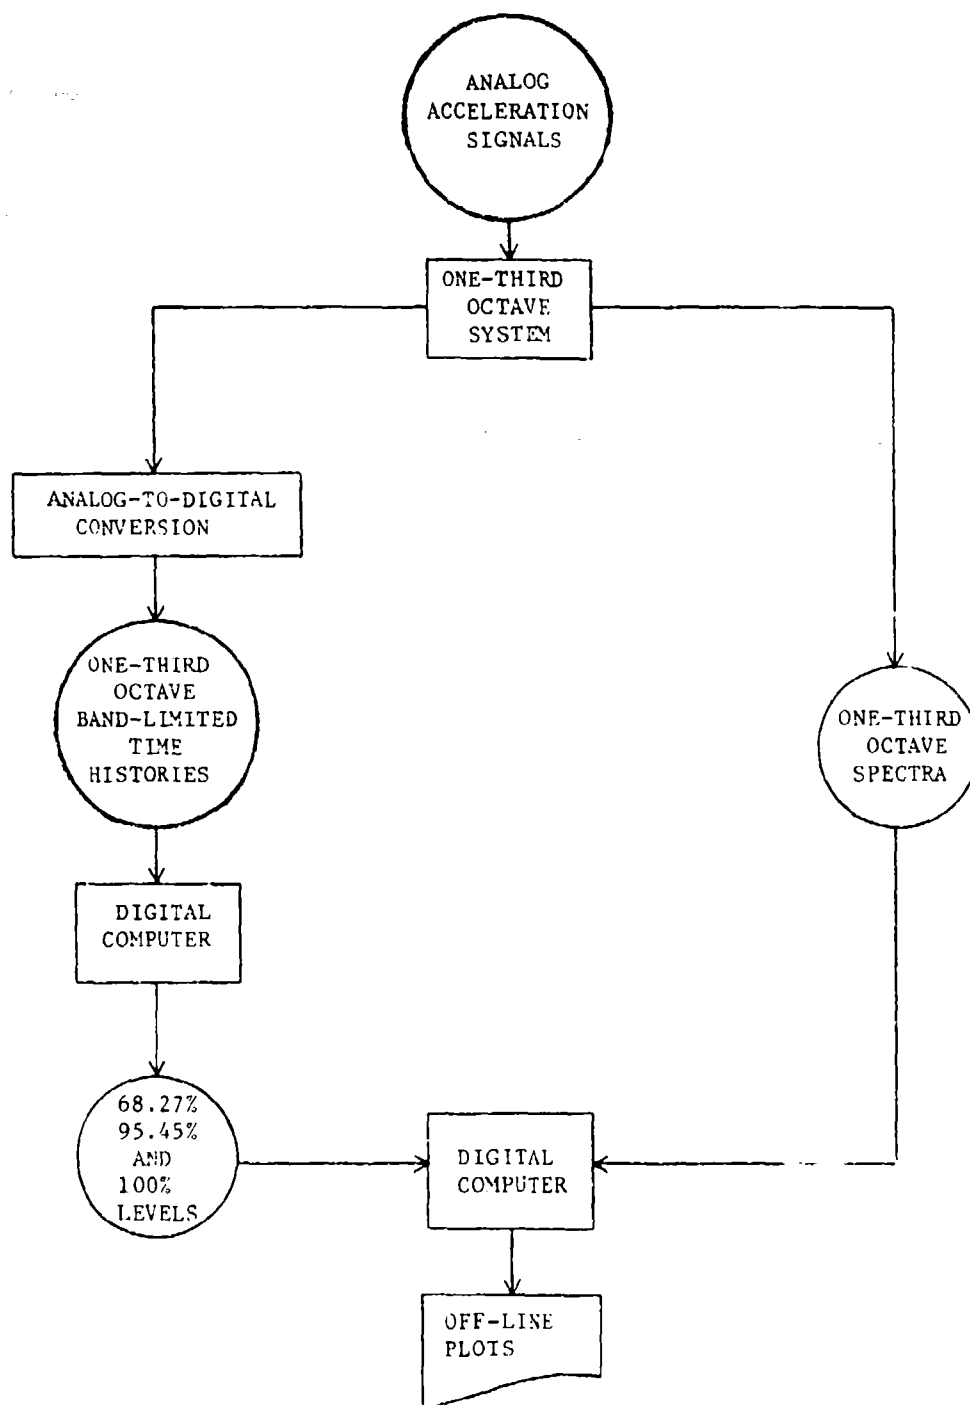 ANALOG
ACCELERATION
SIGNALS
ONE-THIRD
OCTAVE
SYSTEM
ANALOG-TO-DIGITAL
CONVERSION
ONE-THIRD
OCTAVE
BAND-LIMITED
TIME
HISTORIES
ONE-THIRD
OCTAVE
SPECTRA
DIGITAL
COMPUTER
68.27%
95.45%
AND
100%
LEVELS
DIGITAL
COMPUTER
OFF-LINE
PLOTS